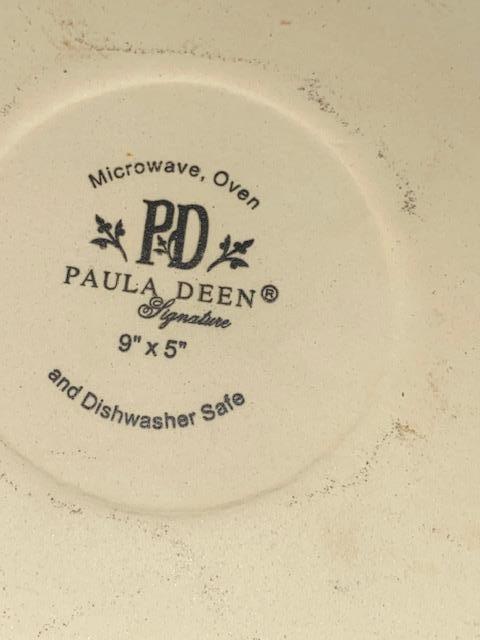 Microwave, Oven
PD
PAULA DEEN®
Signature
9" x 5"
and Dishwasher Safe